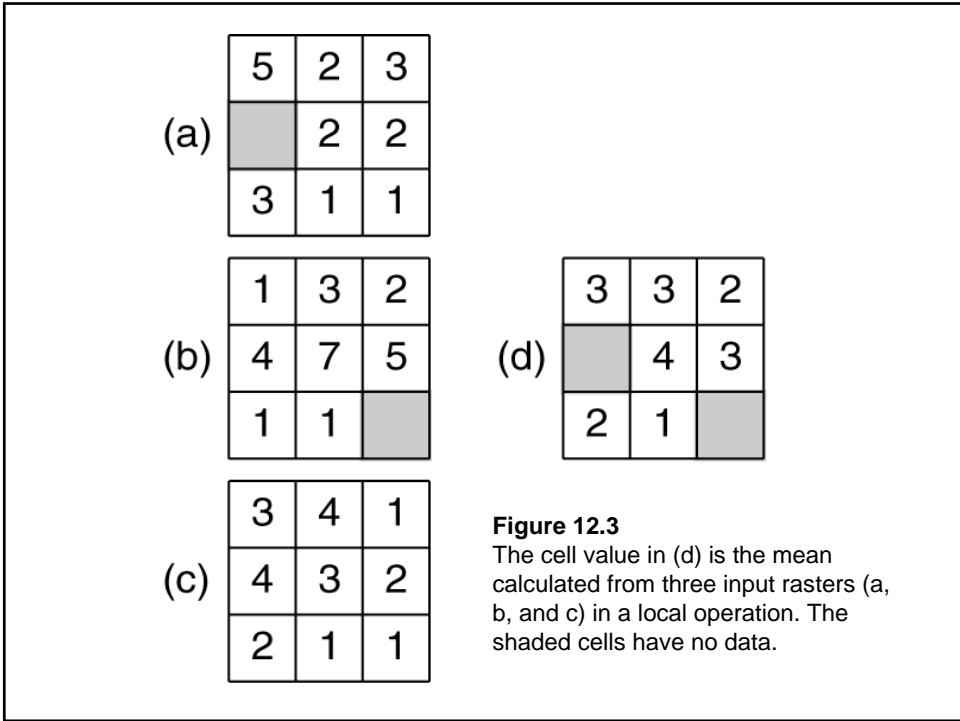 5 2 3
(a) 2 2
3 1 1
1 3 2
(b) 4 7 5
1 1
3 4 1
(c) 4 3 2
2 1 1
3 3 2
(d) 4 3
2 1
Figure 12.3
The cell value in (d) is the mean
calculated from three input rasters (a,
b, and c) in a local operation. The
shaded cells have no data.